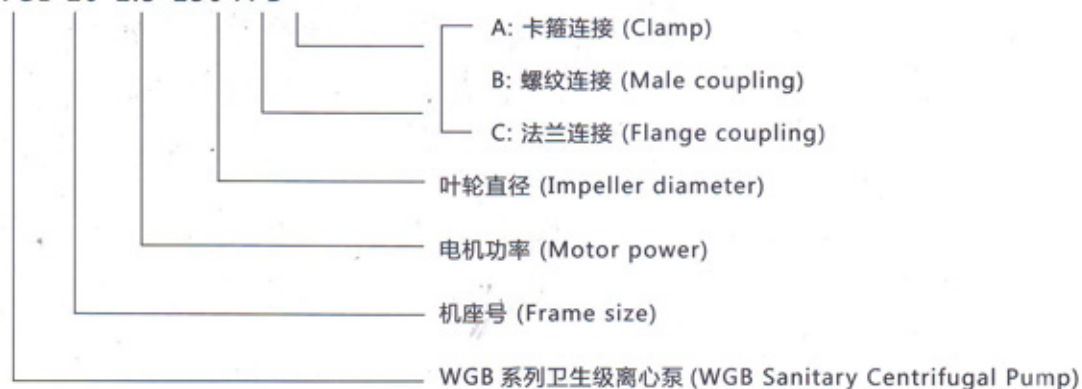 A: 卡箍连接 (Clamp)
B: 螺纹连接 (Male coupling)
C: 法兰连接 (Flange coupling)
叶轮直径 (Impeller diameter)
电机功率 (Motor power)
机座号 (Frame size)
WGB 系列卫生级离心泵 (WGB Sanitary Centrifugal Pump)